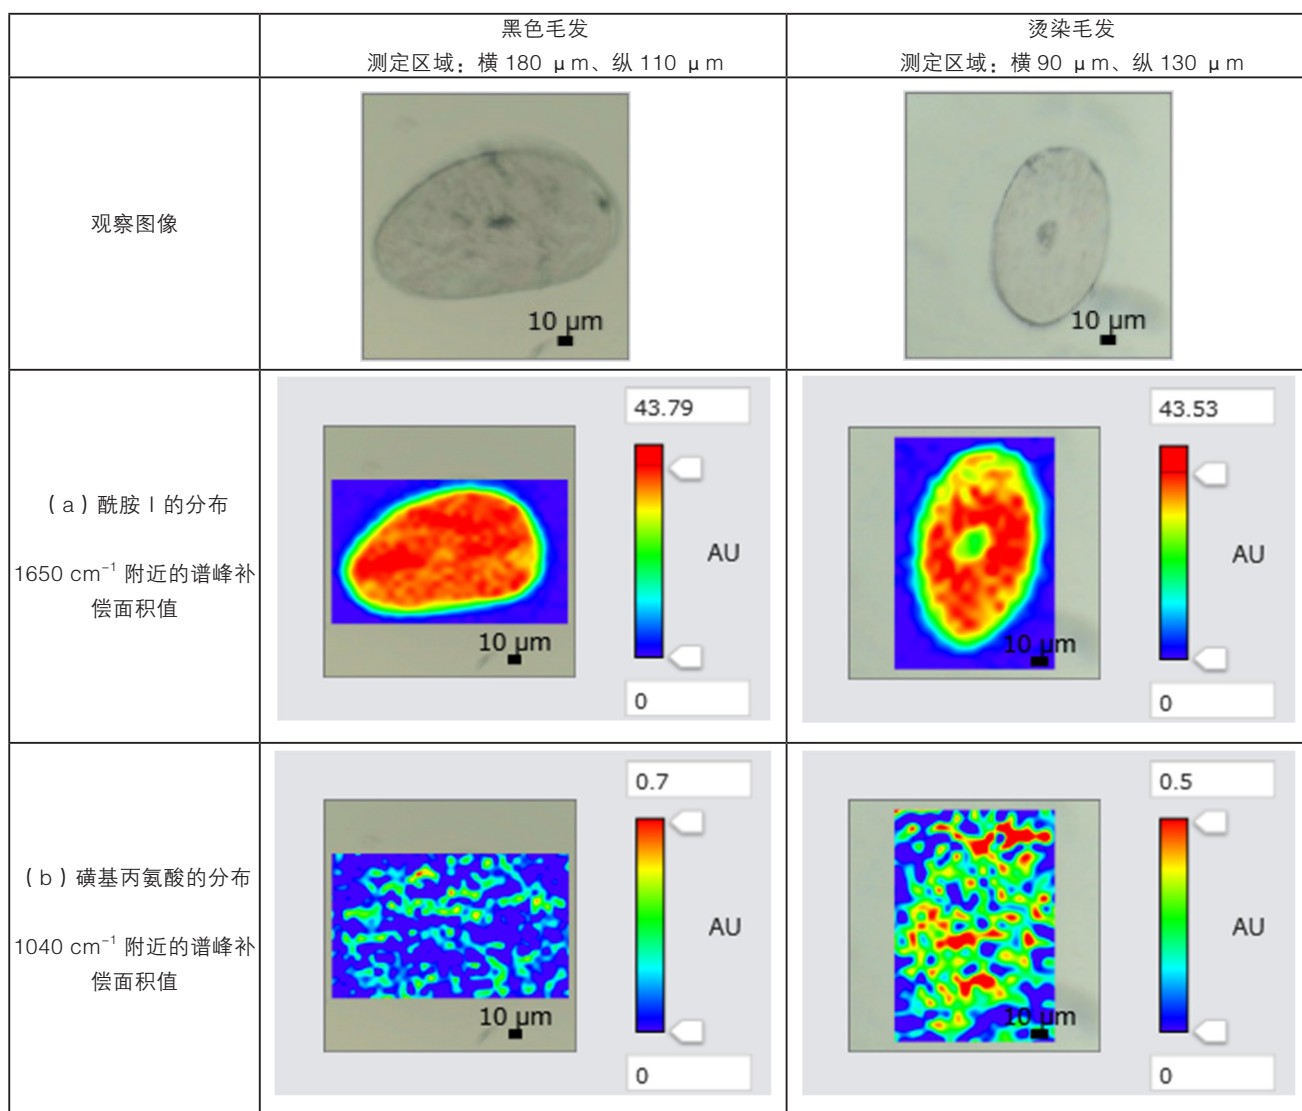 黑色毛发
测定区域：横 180 μm、纵 110 μm
烫染毛发
测定区域：横 90 μm、纵 130 μm
观察图像
10 μm
10 μm
（a）酰胺 I 的分布
1650 cm⁻¹ 附近的谱峰补
偿面积值
43.79
AU
10 μm
0
43.53
AU
10 μm
0
（b）磺基丙氨酸的分布
1040 cm⁻¹ 附近的谱峰补
偿面积值
0.7
AU
10 μm
0
0.5
AU
10 μm
0